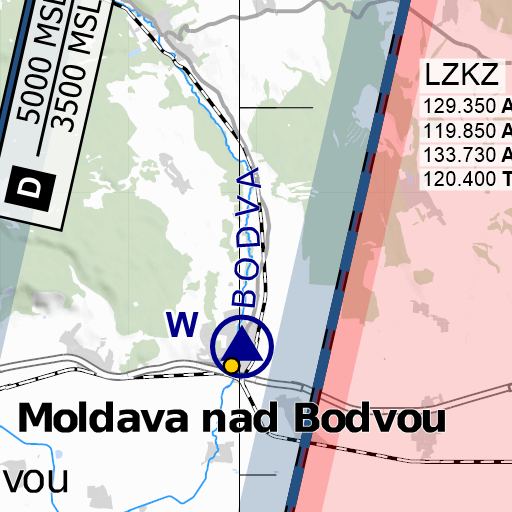 5000 MSL
3500 MSL
D
LZKZ
129.350 A
119.850 A
133.730 A
120.400 T
BODVA
W
Moldava nad Bodvou
vou